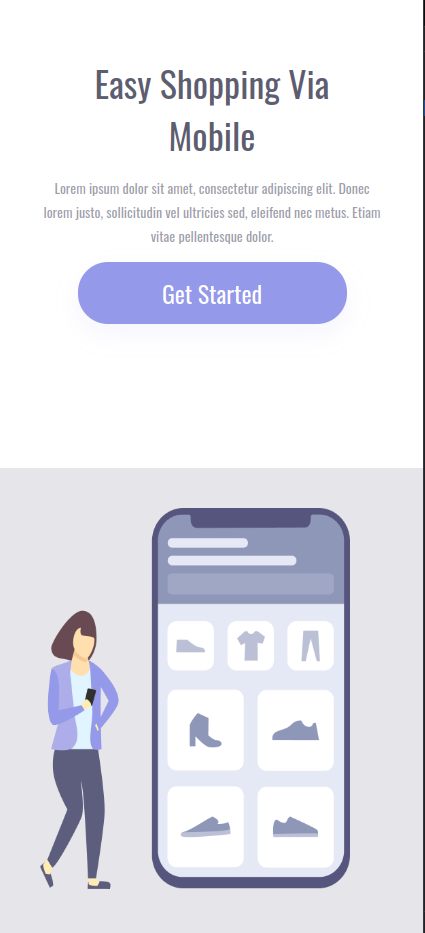 Easy Shopping Via
Mobile
Lorem ipsum dolor sit amet, consectetur adipiscing elit. Donec
lorem justo, sollicitudin vel ultricies sed, eleifend nec metus. Etiam
vitae pellentesque dolor.
Get Started